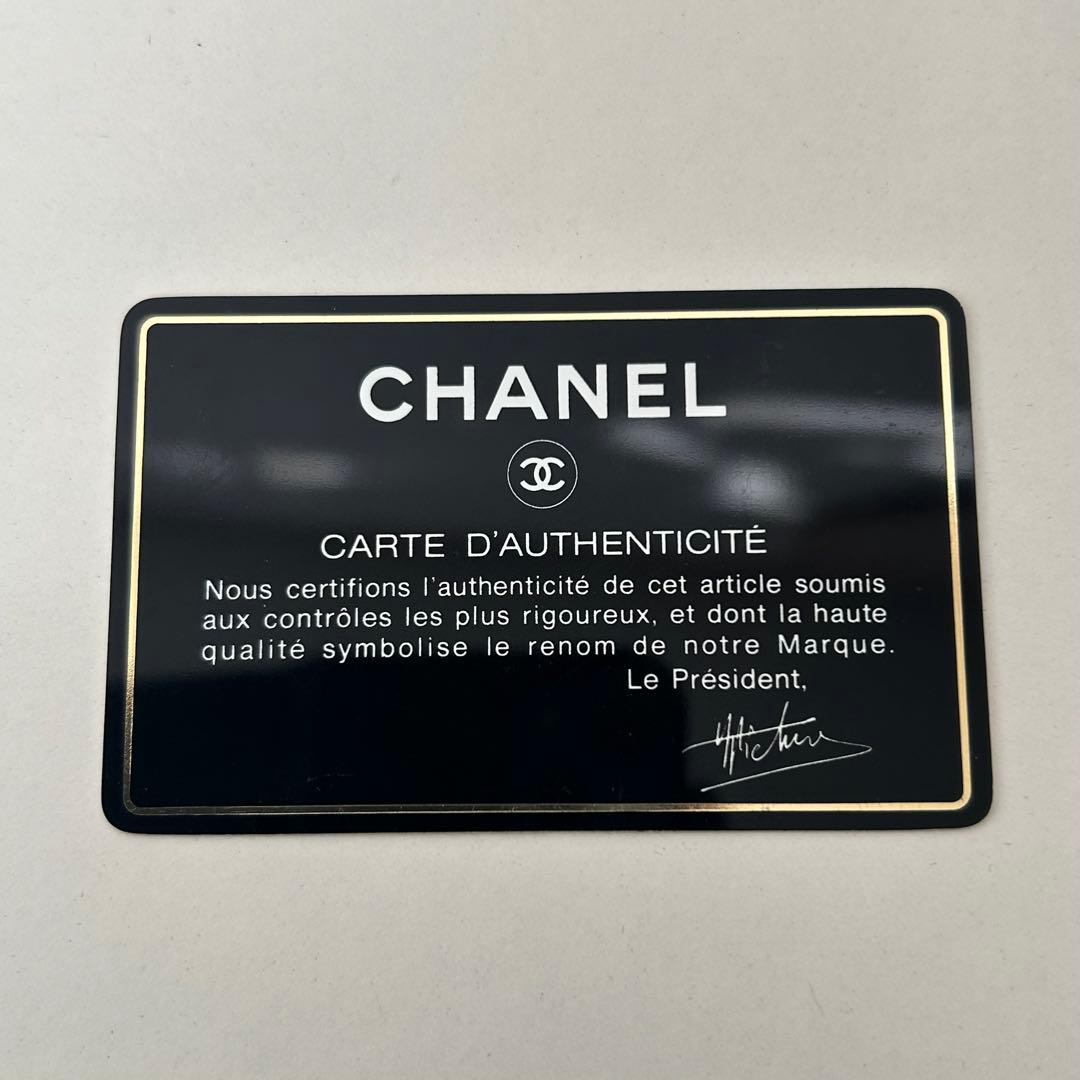 CHANEL
CARTE D'AUTHENTICITÉ
Nous certifions l'authenticité de cet article soumis
aux contrôles les plus rigoureux, et dont la haute
qualité symbolise le renom de notre Marque.
Le Président,